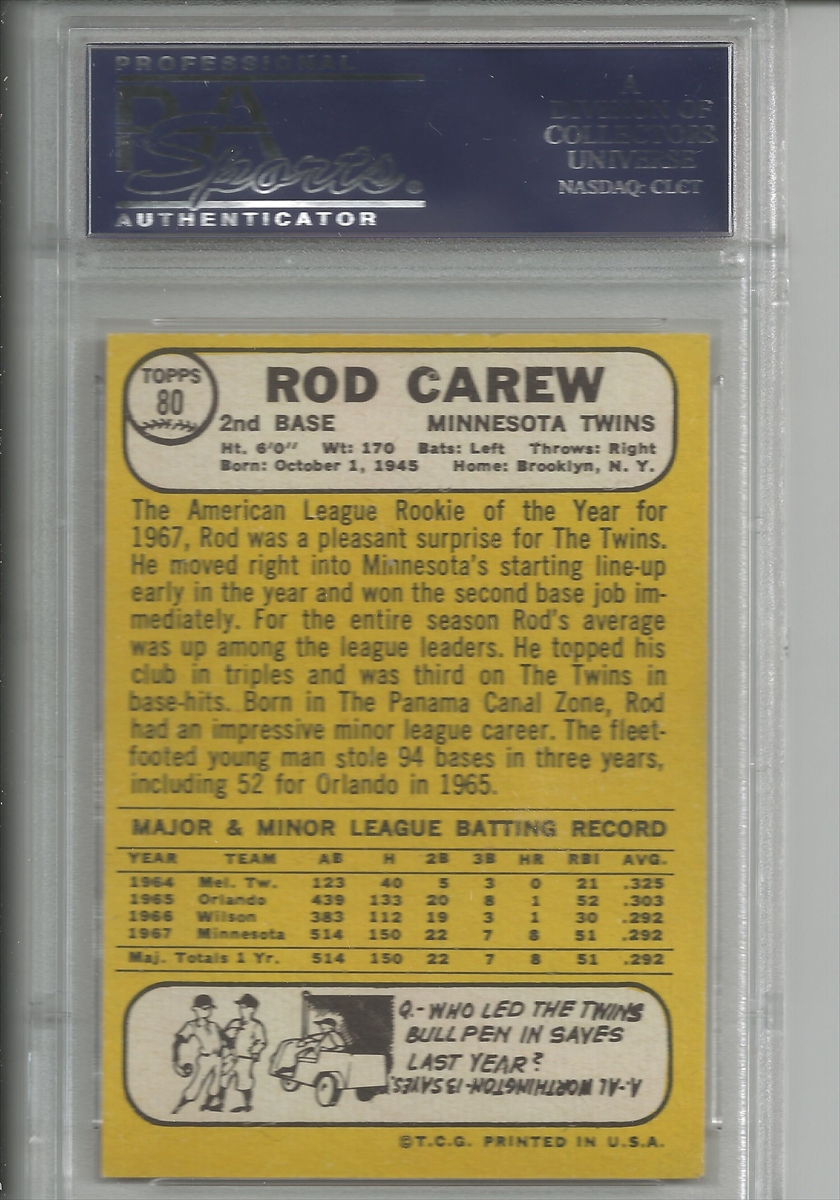 PROFESSIONAL
PSA
Sports®
AUTHENTICATOR
A
DIVISION OF
COLLECTORS
UNIVERSE
NASDAQ: CLCT
TOPPS
80
ROD CAREW
2nd BASE MINNESOTA TWINS
Ht. 6'0" Wt: 170 Bats: Left Throws: Right
Born: October 1, 1945 Home: Brooklyn, N. Y.
The American League Rookie of the Year for
1967, Rod was a pleasant surprise for The Twins.
He moved right into Minnesota's starting line-up
early in the year and won the second base job im-
mediately. For the entire season Rod's average
was up among the league leaders. He topped his
club in triples and was third on The Twins in
base-hits. Born in The Panama Canal Zone, Rod
had an impressive minor league career. The fleet-
footed young man stole 94 bases in three years,
including 52 for Orlando in 1965.
MAJOR & MINOR LEAGUE BATTING RECORD
YEAR TEAM AB H 2B 3B HR RBI AVG.
1964 Mel. Tw. 123 40 5 3 0 21 .325
1965 Orlando 439 133 20 8 1 52 .303
1966 Wilson 383 112 19 3 1 30 .292
1967 Minnesota 514 150 22 7 8 51 .292
Maj. Totals 1 Yr. 514 150 22 7 8 51 .292
Q.-WHO LED THE TWINS
BULLPEN IN SAVES
LAST YEAR?
A-AL WORTHINGTON-13 SAVES.
©T.C.G. PRINTED IN U.S.A.